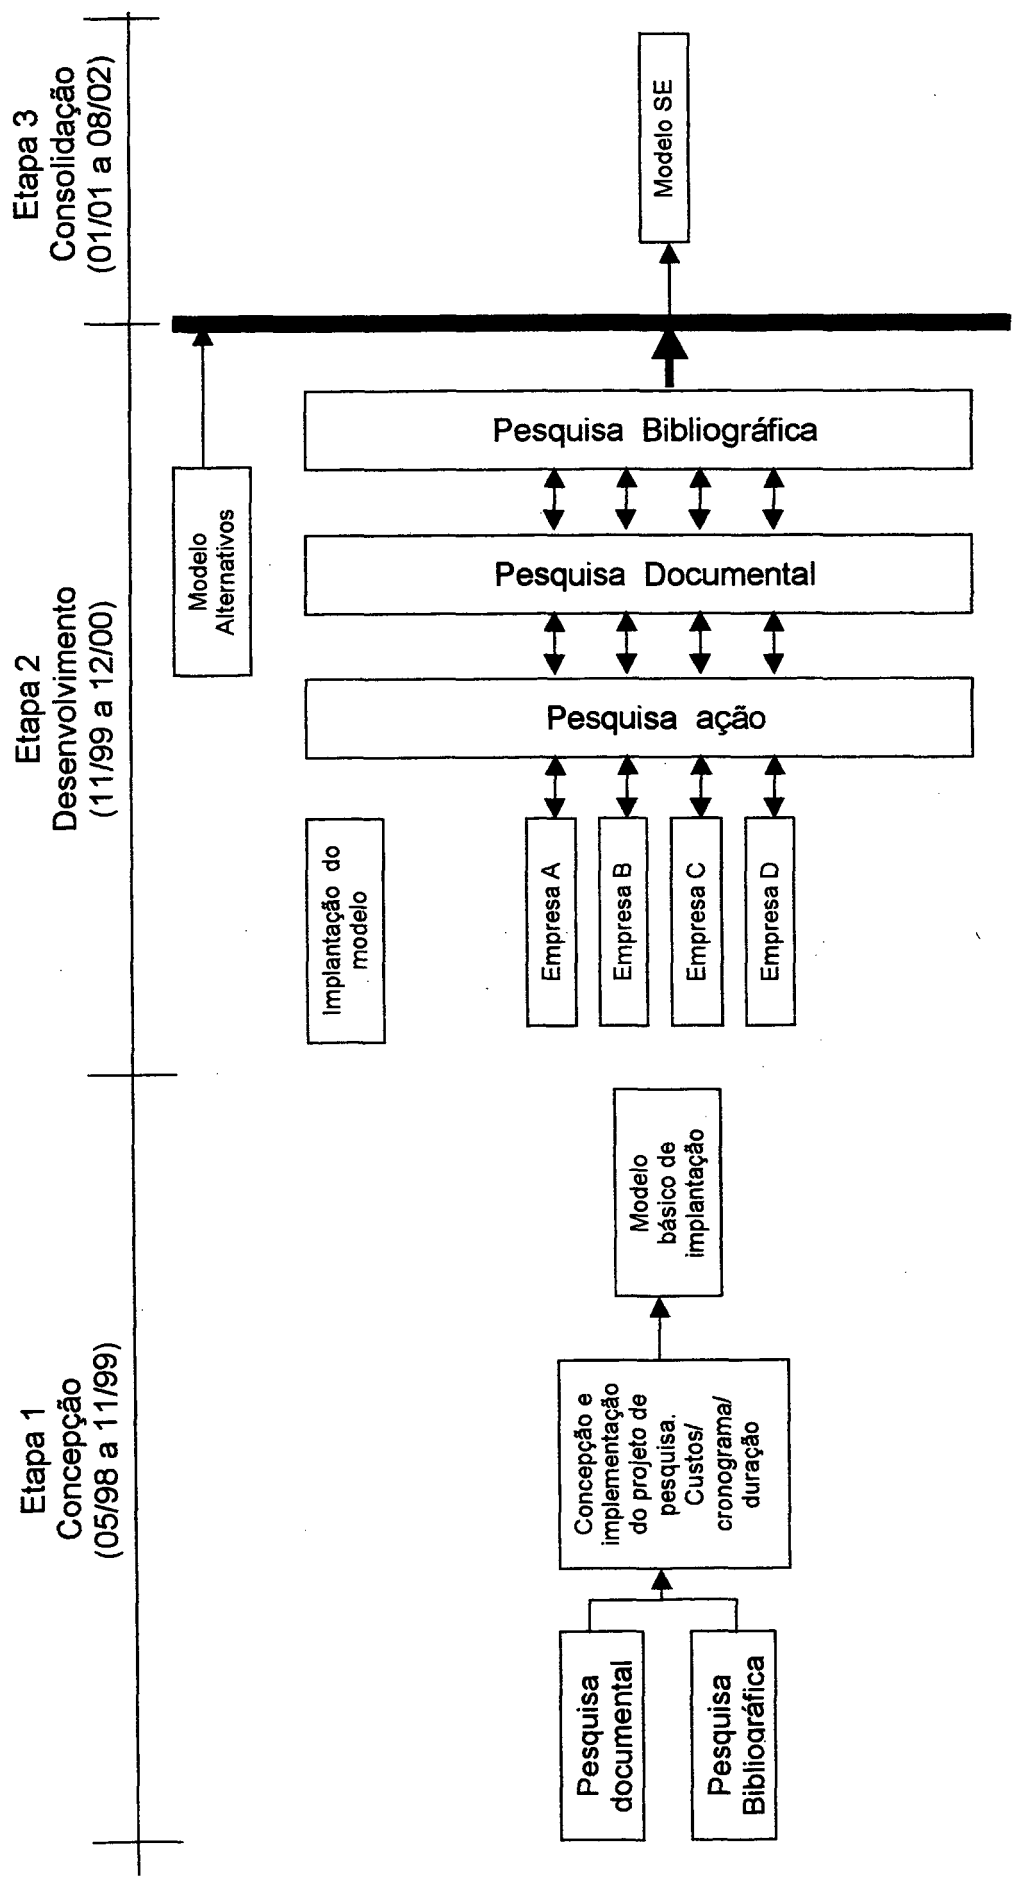 Etapa 1
Concepção
(05/98 a 11/99)
Etapa 2
Desenvolvimento
(11/99 a 12/00)
Etapa 3
Consolidação
(01/01 a 08/02)
Pesquisa
documental
Pesquisa
Bibliográfica
Concepção e
implementação
do projeto de
pesquisa.
Custos/
cronograma/
duração
Modelo
básico de
implantação
Implantação do
modelo
Empresa A
Empresa B
Empresa C
Empresa D
Pesquisa ação
Pesquisa Documental
Pesquisa Bibliográfica
Modelo
Alternativos
Modelo SE